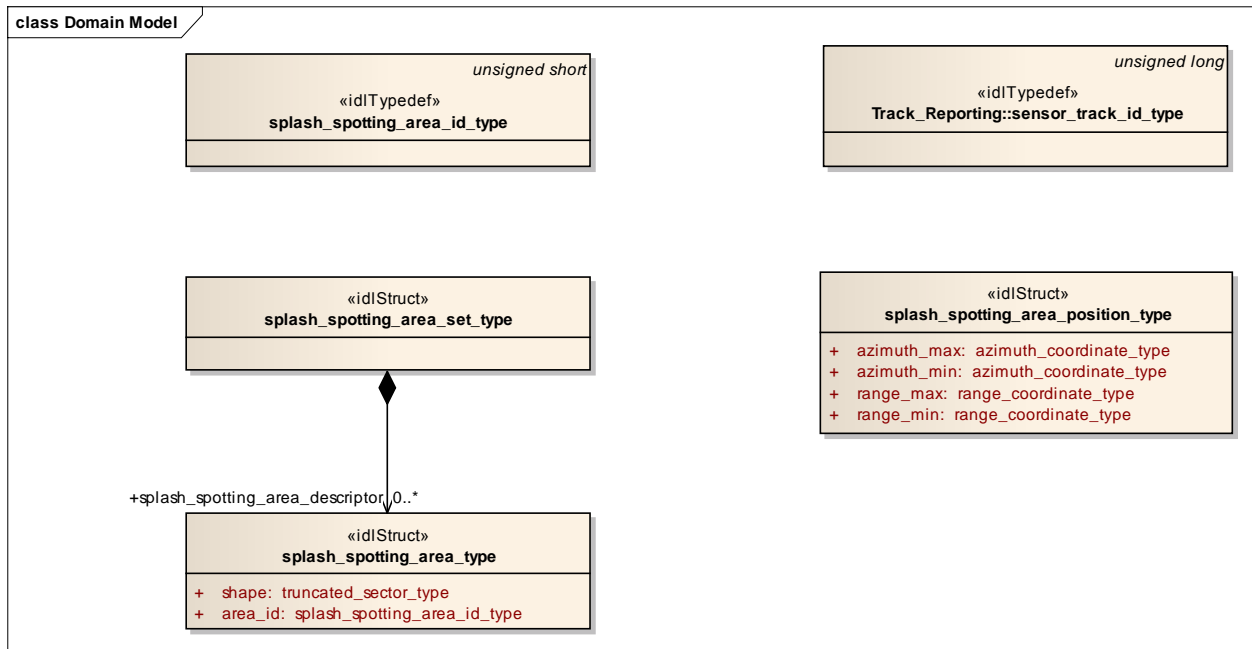 class Domain Model
unsigned short
«idlTypedef»
splash_spotting_area_id_type
unsigned long
«idlTypedef»
Track_Reporting::sensor_track_id_type
«idlStruct»
splash_spotting_area_set_type
«idlStruct»
splash_spotting_area_position_type
+ azimuth_max: azimuth_coordinate_type
+ azimuth_min: azimuth_coordinate_type
+ range_max: range_coordinate_type
+ range_min: range_coordinate_type
+splash_spotting_area_descriptor 0..*
«idlStruct»
splash_spotting_area_type
+ shape: truncated_sector_type
+ area_id: splash_spotting_area_id_type